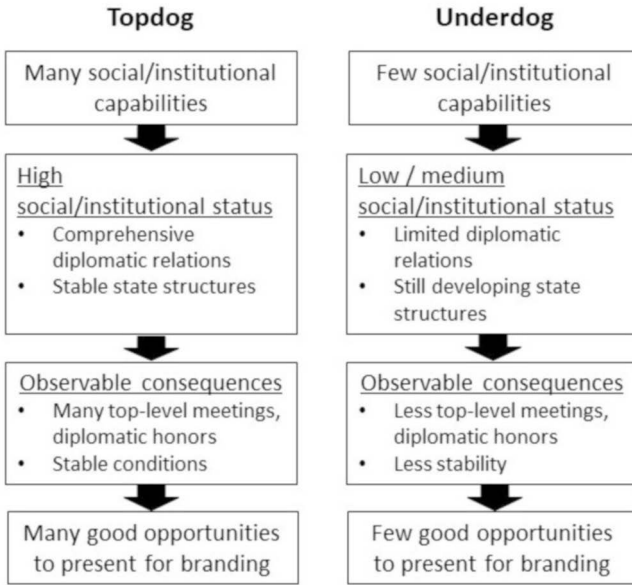 Topdog
Many social/institutional
capabilities
High
social/institutional status
• Comprehensive
diplomatic relations
• Stable state structures
Observable consequences
• Many top-level meetings,
diplomatic honors
• Stable conditions
Many good opportunities
to present for branding
Underdog
Few social/institutional
capabilities
Low / medium
social/institutional status
• Limited diplomatic
relations
• Still developing state
structures
Observable consequences
• Less top-level meetings,
diplomatic honors
• Less stability
Few good opportunities
to present for branding